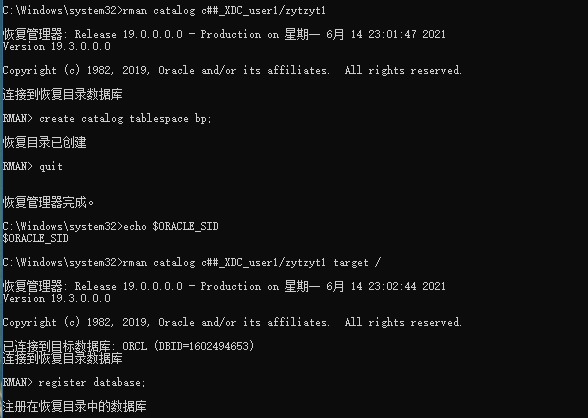 C:\Windows\system32>rman catalog c##_XDC_user1/zytzyt1
恢复管理器: Release 19.0.0.0.0 - Production on 星期一 6月 14 23:01:47 2021
Version 19.3.0.0.0
Copyright (c) 1982, 2019, Oracle and/or its affiliates.  All rights reserved.
连接到恢复目录数据库
RMAN> create catalog tablespace bp;
恢复目录已创建
RMAN> quit
恢复管理器完成。
C:\Windows\system32>echo $ORACLE_SID
$ORACLE_SID
C:\Windows\system32>rman catalog c##_XDC_user1/zytzyt1 target /
恢复管理器: Release 19.0.0.0.0 - Production on 星期一 6月 14 23:02:44 2021
Version 19.3.0.0.0
Copyright (c) 1982, 2019, Oracle and/or its affiliates.  All rights reserved.
已连接到目标数据库: ORCL (DBID=1602494653)
连接到恢复目录数据库
RMAN> register database;
注册在恢复目录中的数据库